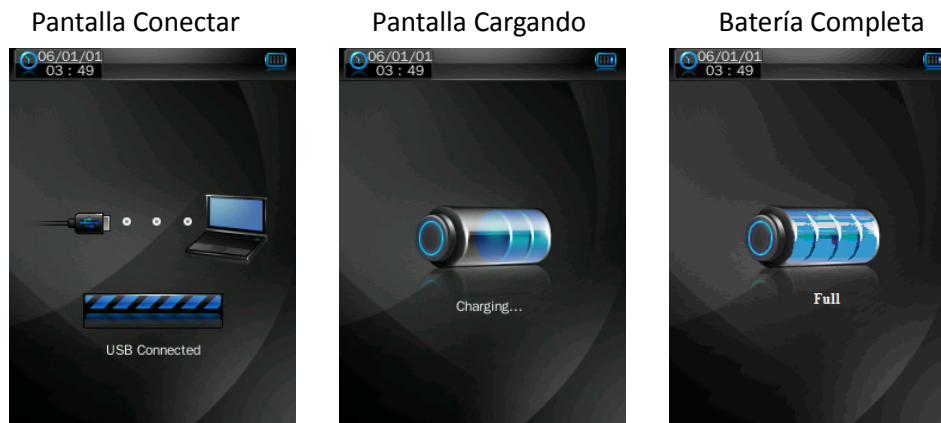 Pantalla Conectar
Pantalla Cargando
Batería Completa
06/01/01
03 : 49
06/01/01
03 : 49
06/01/01
03 : 49
USB Connected
Charging...
Full